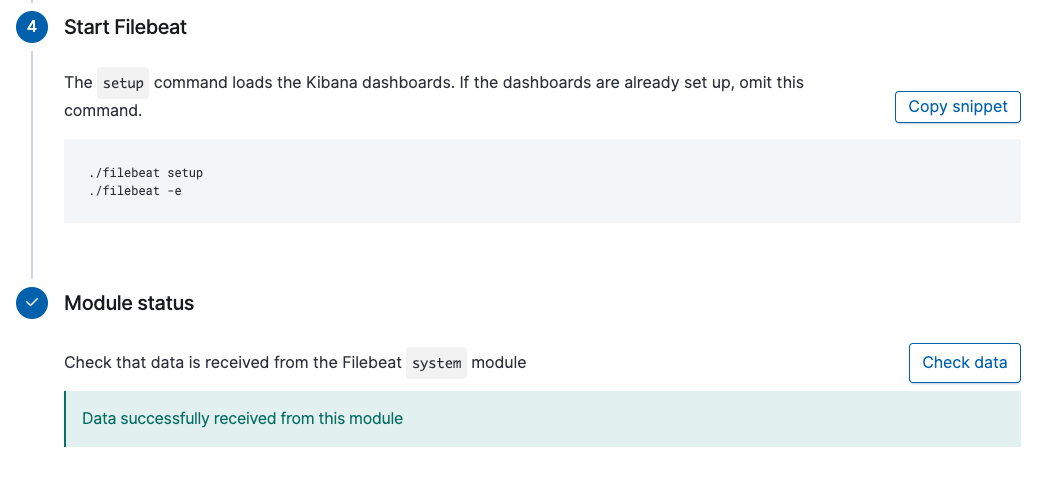 4
Start Filebeat
The setup command loads the Kibana dashboards. If the dashboards are already set up, omit this
command.
Copy snippet
./filebeat setup
./filebeat -e
Module status
Check that data is received from the Filebeat system module
Check data
Data successfully received from this module